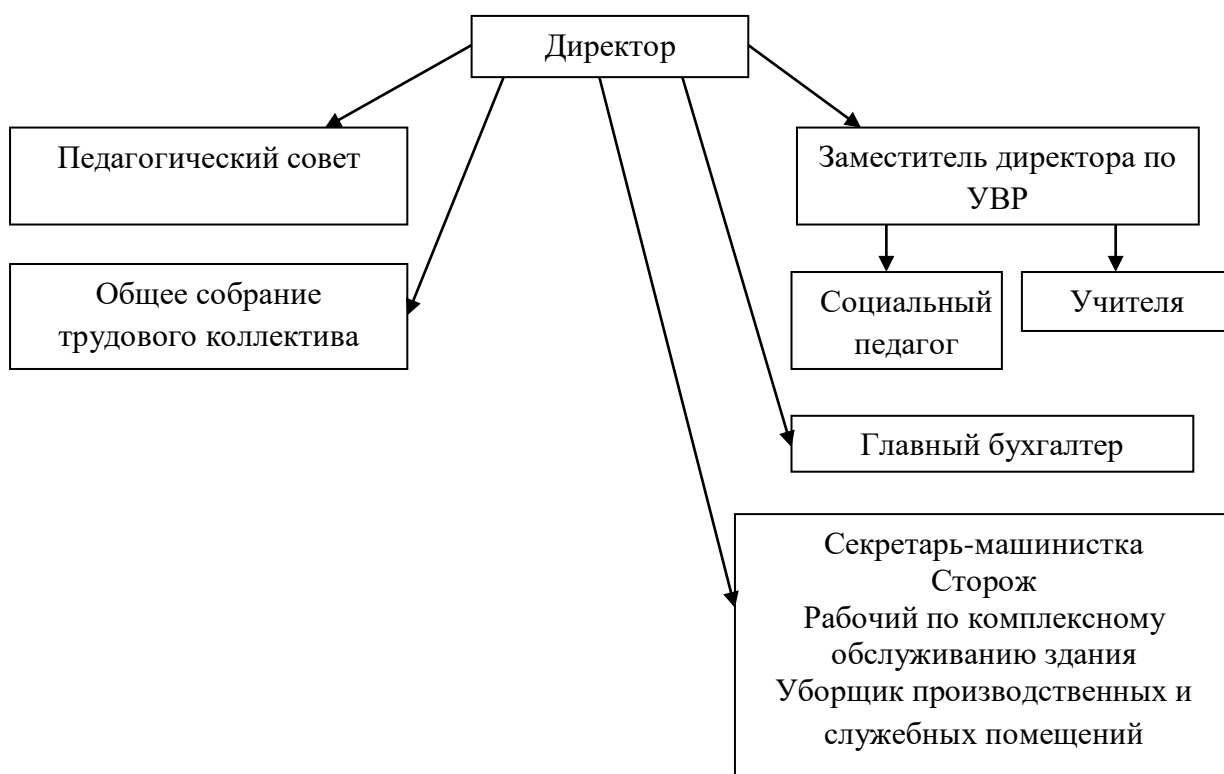 Директор
Педагогический совет
Заместитель директора по
УВР
Общее собрание
трудового коллектива
Социальный
педагог
Учителя
Главный бухгалтер
Секретарь-машинистка
Сторож
Рабочий по комплексному
обслуживанию здания
Уборщик производственных и
служебных помещений